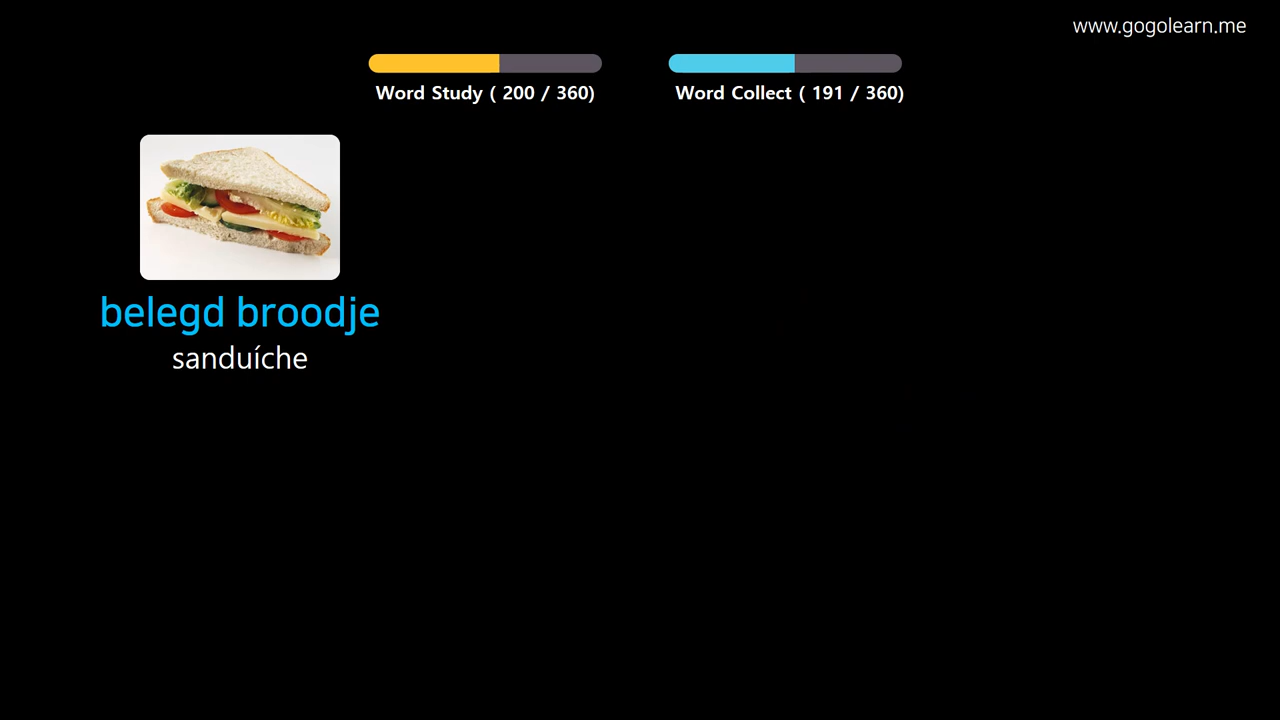 www.gogolearn.me
Word Study ( 200 / 360)
Word Collect ( 191 / 360)
belegd broodje
sanduíche